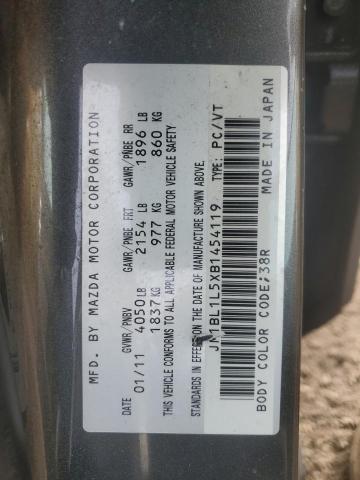 MFD. BY MAZDA MOTOR CORPORATION
GVWR/PNBV GAWR/PNBE FRT GAWR/PNBE RR
DATE 01/11 4050 LB 2154 LB 1896 LB
1837 KG 977 KG 860 KG
THIS VEHICLE CONFORMS TO ALL APPLICABLE FEDERAL MOTOR VEHICLE SAFETY
STANDARDS IN EFFECT ON THE DATE OF MANUFACTURE SHOWN ABOVE.
JM1BL1L5XB1454119 TYPE: PC/VT
BODY COLOR CODE:38R MADE IN JAPAN